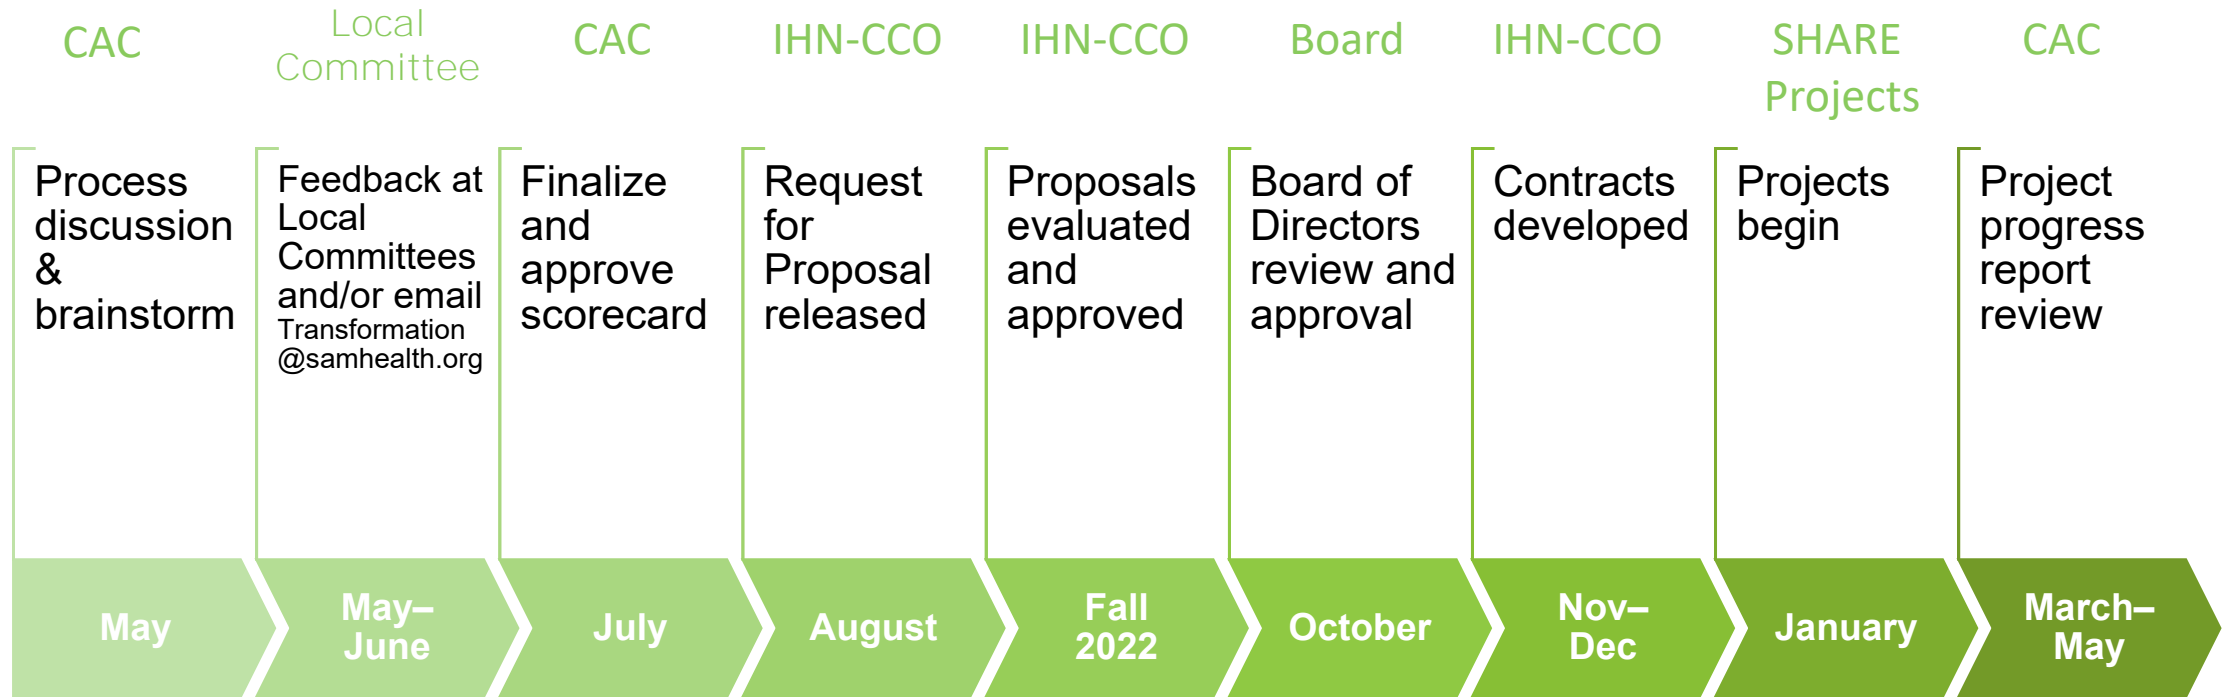 CAC
Local
Committee
CAC
IHN-CCO
IHN-CCO
Board
IHN-CCO
SHARE
Projects
CAC
Process
discussion
&
brainstorm
Feedback at
Local
Committees
and/or email
Transformation
@samhealth.org
Finalize
and
approve
scorecard
Request
for
Proposal
released
Proposals
evaluated
and
approved
Board of
Directors
review and
approval
Contracts
developed
Projects
begin
Project
progress
report
review
May
May–
June
July
August
Fall
2022
October
Nov–
Dec
January
March–
May